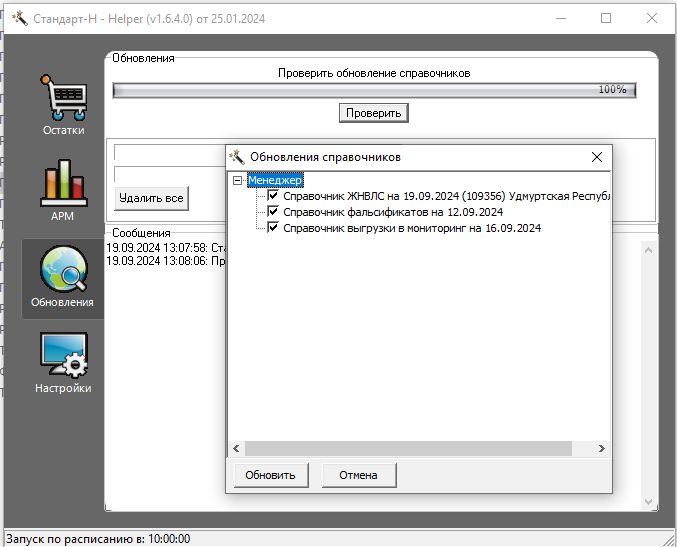 Стандарт-Н - Helper (v1.6.4.0) от 25.01.2024
Обновления
Проверить обновление справочников
100%
Проверить
Остатки
АРМ
Обновления
Настройки
Удалить все
Сообщения
19.09.2024 13:07:58: Ста
19.09.2024 13:08:06: Пр
Обновления справочников
Менеджер
Справочник ЖНВЛС на 19.09.2024 (109356) Удмуртская Республ
Справочник фальсификатов на 12.09.2024
Справочник выгрузки в мониторинг на 16.09.2024
Обновить
Отмена
Запуск по расписанию в: 10:00:00